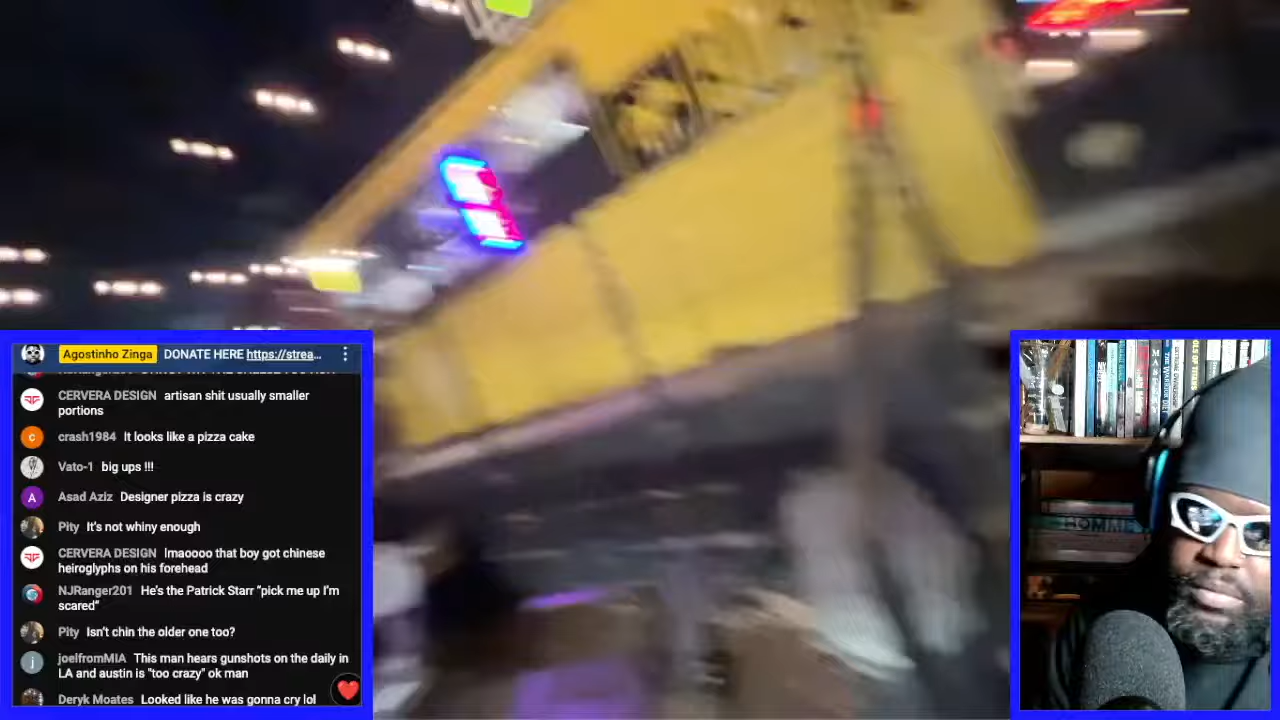 Agostinho Zinga DONATE HERE https://strea...
CERVERA DESIGN artisan shit usually smaller
portions
crash1984 It looks like a pizza cake
Vato-1 big ups !!!
A Asad Aziz Designer pizza is crazy
Pity It's not whiny enough
CERVERA DESIGN lmaoooo that boy got chinese
heiroglyphs on his forehead
NJRanger201 He's the Patrick Starr “pick me up I'm
scared”
Pity Isn't chin the older one too?
j joelfromMIA This man hears gunshots on the daily in
LA and austin is "too crazy" ok man
Deryk Moates Looked like he was gonna cry lol